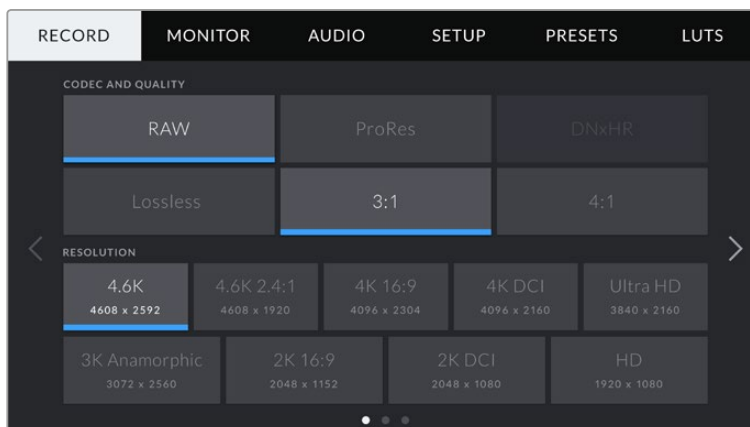 RECORD MONITOR AUDIO SETUP PRESETS LUTS
CODEC AND QUALITY
RAW ProRes DNxHR
Lossless 3:1 4:1
RESOLUTION
4.6K 4.6K 2.4:1 4K 16:9 4K DCI Ultra HD
4608 x 2592 4608 x 1920 4096 x 2304 4096 x 2160 3840 x 2160
3K Anamorphic 2K 16:9 2K DCI HD
3072 x 2560 2048 x 1152 2048 x 1080 1920 x 1080